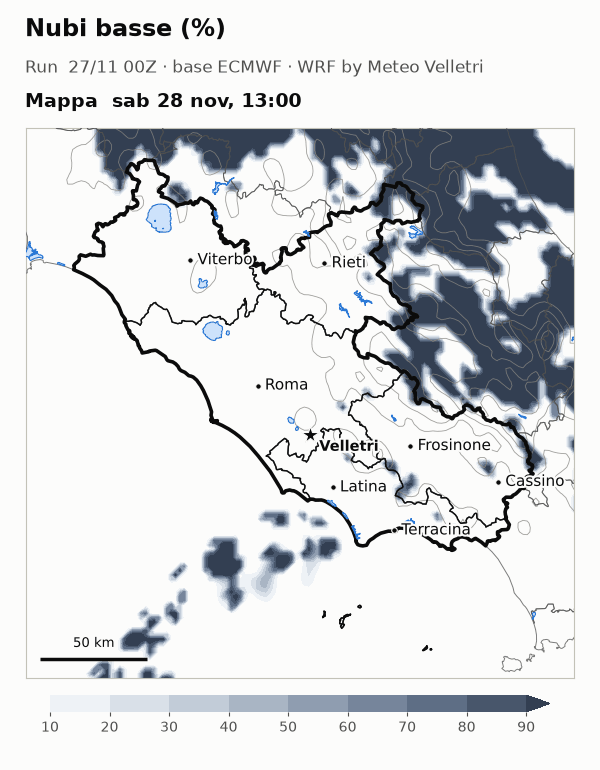 Nubi basse (%)
Run  27/11 00Z · base ECMWF · WRF by Meteo Velletri
Mappa  sab 28 nov, 13:00
Viterbo
Rieti
Roma
Velletri
Frosinone
Latina
Cassino
Terracina
50 km
10 20 30 40 50 60 70 80 90